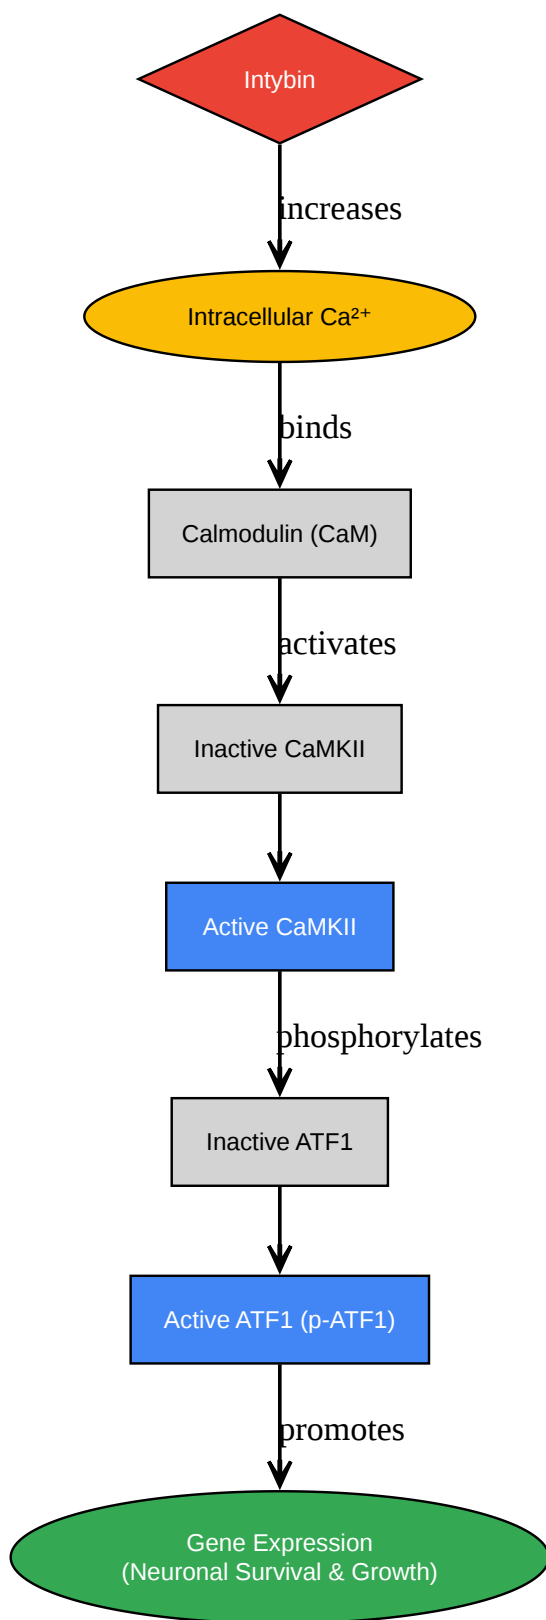 Intybin
increases
Intracellular Ca²⁺
binds
Calmodulin (CaM)
activates
Inactive CaMKII
Active CaMKII
phosphorylates
Inactive ATF1
Active ATF1 (p-ATF1)
promotes
Gene Expression
(Neuronal Survival & Growth)